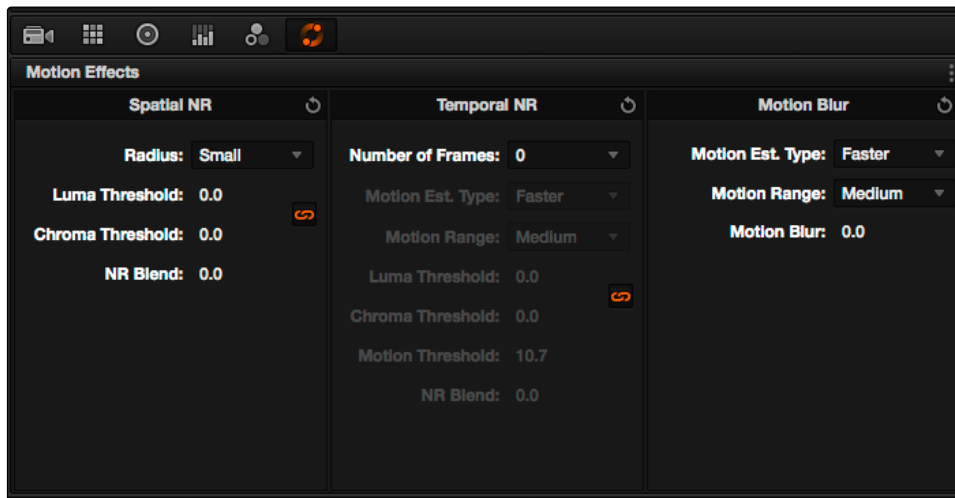 Motion Effects
Spatial NR
Radius: Small
Luma Threshold: 0.0
Chroma Threshold: 0.0
NR Blend: 0.0
Temporal NR
Number of Frames: 0
Motion Est. Type: Faster
Motion Range: Medium
Luma Threshold: 0.0
Chroma Threshold: 0.0
Motion Threshold: 10.7
NR Blend: 0.0
Motion Blur
Motion Est. Type: Faster
Motion Range: Medium
Motion Blur: 0.0